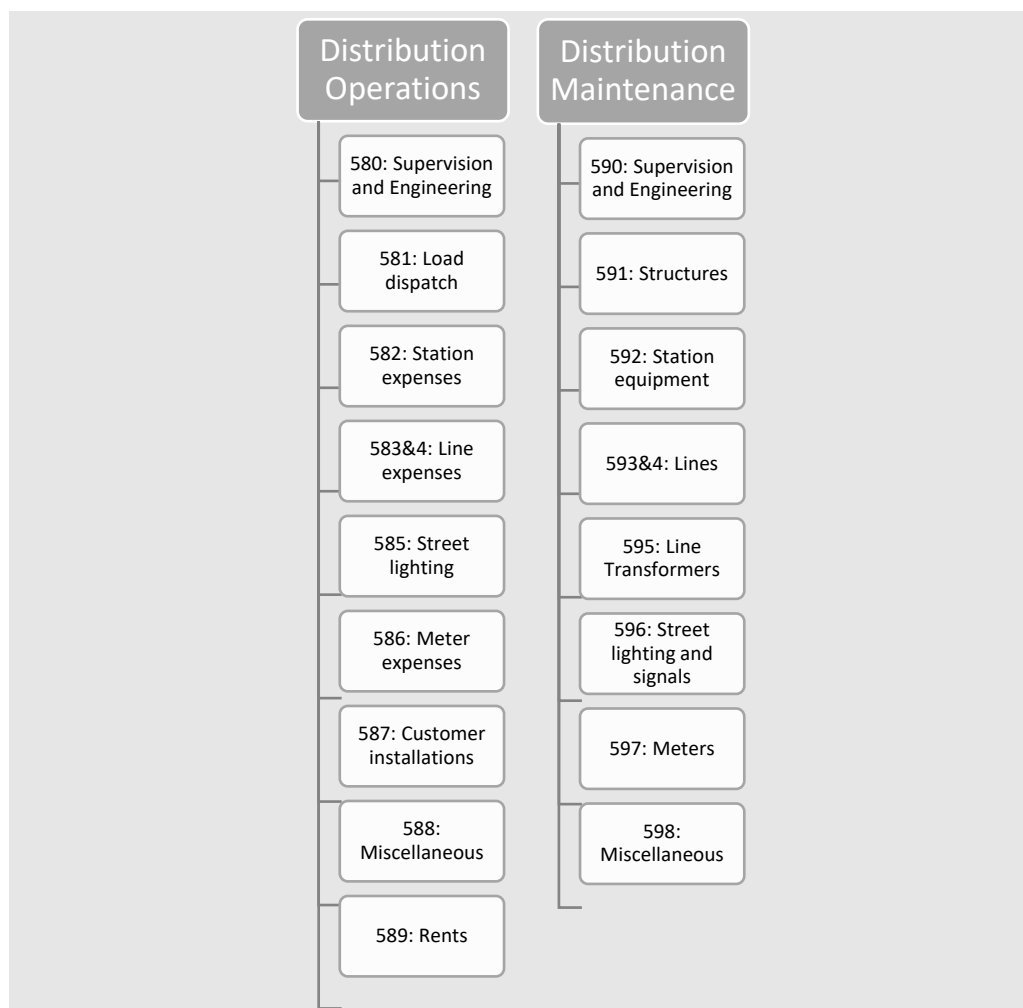 Distribution
Operations
580: Supervision
and Engineering
581: Load
dispatch
582: Station
expenses
583&4: Line
expenses
585: Street
lighting
586: Meter
expenses
587: Customer
installations
588:
Miscellaneous
589: Rents
Distribution
Maintenance
590: Supervision
and Engineering
591: Structures
592: Station
equipment
593&4: Lines
595: Line
Transformers
596: Street
lighting and
signals
597: Meters
598:
Miscellaneous